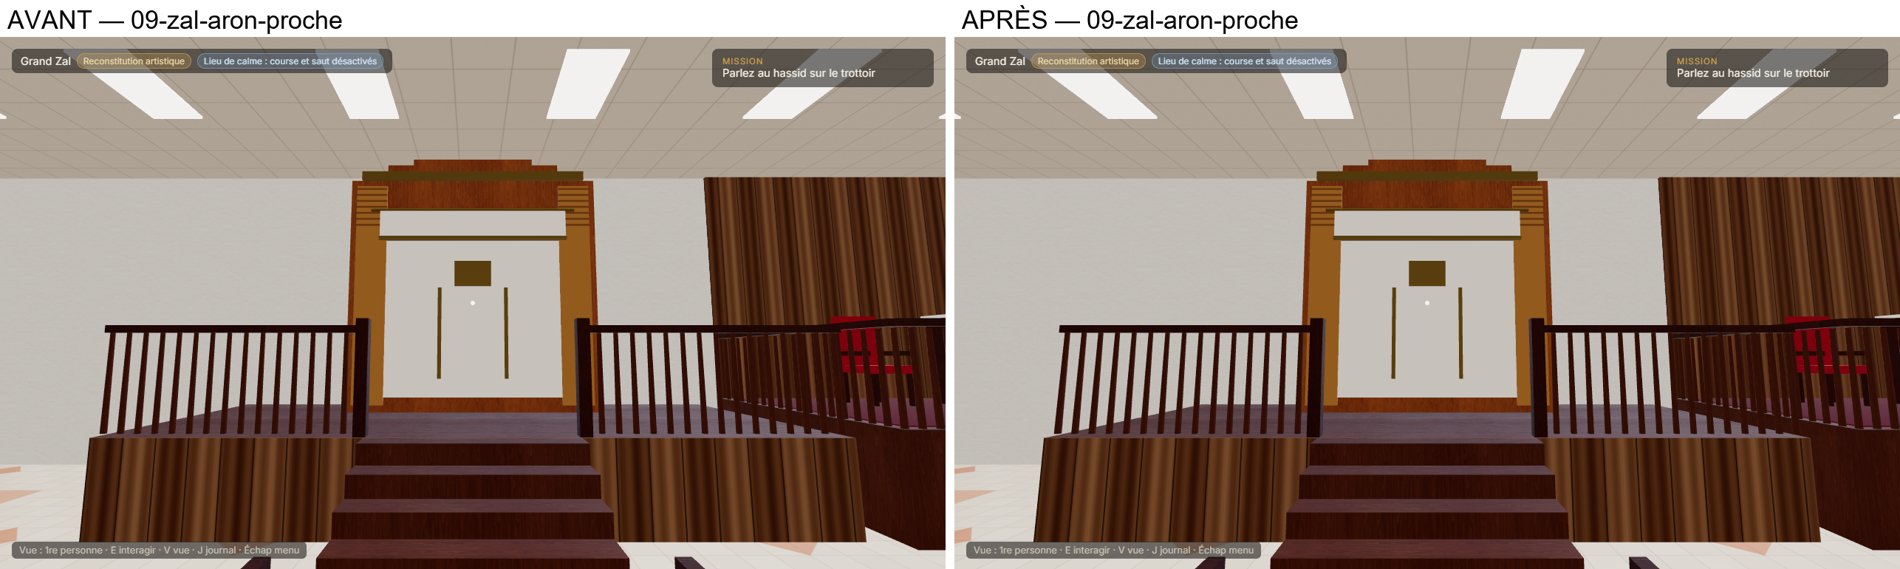 AVANT — 09-zal-aron-proche
Grand Zal Reconstitution artistique Lieu de calme : course et saut désactivés
MISSION
Parlez au hassid sur le trottoir
Vue : 1re personne · E interagir · V vue · J journal · Échap menu
APRÈS — 09-zal-aron-proche
Grand Zal Reconstitution artistique Lieu de calme : course et saut désactivés
MISSION
Parlez au hassid sur le trottoir
Vue : 1re personne · E interagir · V vue · J journal · Échap menu